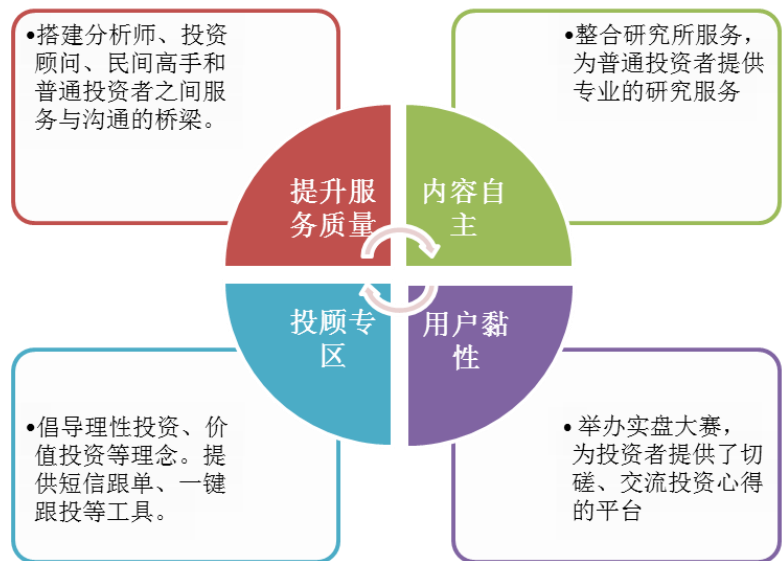 •搭建分析师、投资
顾问、民间高手和
普通投资者之间服
务与沟通的桥梁。
•整合研究所服务，
为普通投资者提供
专业的研究服务
提升服
务质量
内容自
主
投顾专
区
用户黏
性
•倡导理性投资、价
值投资等理念。提
供短信跟单、一键
跟投等工具。
•举办实盘大赛，
为投资者提供了切
磋、交流投资心得
的平台